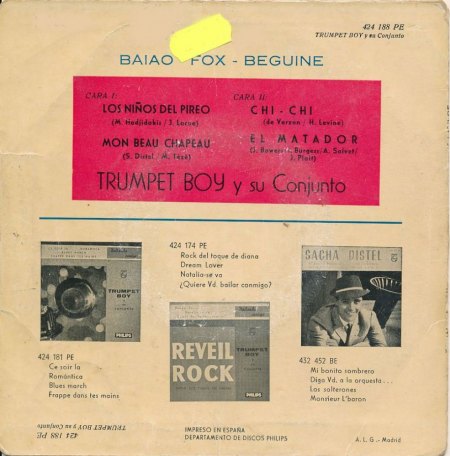 424 188 PE
TRUMPET BOY y su Conjunto
BAIAO FOX - BEGUINE
CARA I:
LOS NIÑOS DEL PIREO
(M. Hadjidakis / J. Larue)
MON BEAU CHAPEAU
(S. Distel / M. Tézé)
CARA II:
CHI - CHI
(de Verzon / H. Levine)
EL MATADOR
(J. Bowers/ Burgess/ A. Salvet/
J. Plait)
TRUMPET BOY y su Conjunto
TRUMPET
BOY
PHILIPS
424 181 PE
Ce soir la
Romántica
Blues march
Frappe dans tes mains
424 174 PE
Rock del toque de diana
Dream Lover
Natalia-se va
¿Quiere Vd. bailar conmigo?
REVEIL
ROCK
TRUMPET
BOY
PHILIPS
SACHA DISTEL
432 452 BE
Mi bonito sombrero
Diga Vd. a la orquesta...
Los solterones
Monsieur L'baron
424 188 PE
TRUMPET BOY y su Conjunto
IMPRESO EN ESPAÑA
DEPARTAMENTO DE DISCOS PHILIPS
A. L. G. - Madrid